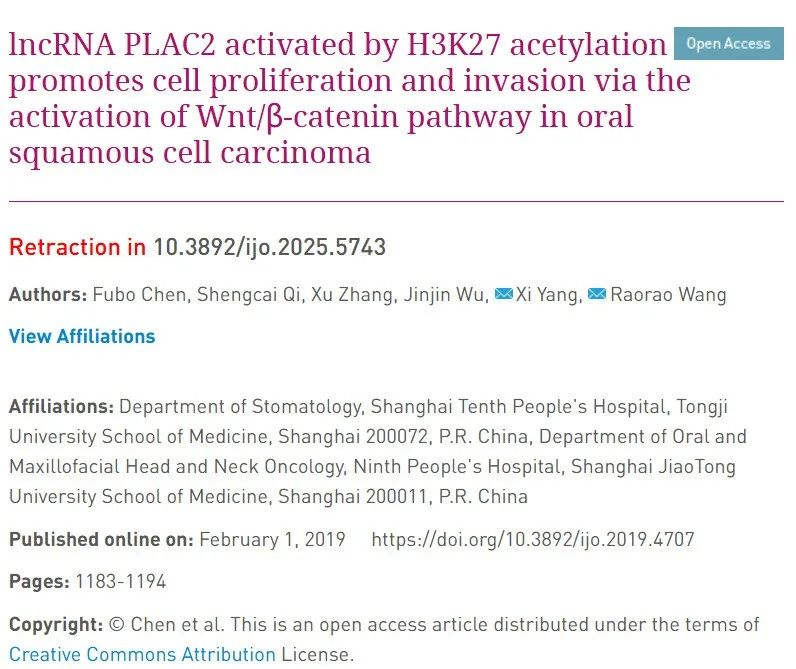 lncRNA PLAC2 activated by H3K27 acetylation Open Access
promotes cell proliferation and invasion via the
activation of Wnt/β-catenin pathway in oral
squamous cell carcinoma
Retraction in 10.3892/ijo.2025.5743
Authors: Fubo Chen, Shengcai Qi, Xu Zhang, Jinjin Wu, Xi Yang, Raorao Wang
View Affiliations
Affiliations: Department of Stomatology, Shanghai Tenth People's Hospital, Tongji
University School of Medicine, Shanghai 200072, P.R. China, Department of Oral and
Maxillofacial Head and Neck Oncology, Ninth People's Hospital, Shanghai JiaoTong
University School of Medicine, Shanghai 200011, P.R. China
Published online on: February 1, 2019 https://doi.org/10.3892/ijo.2019.4707
Pages: 1183-1194
Copyright: © Chen et al. This is an open access article distributed under the terms of
Creative Commons Attribution License.